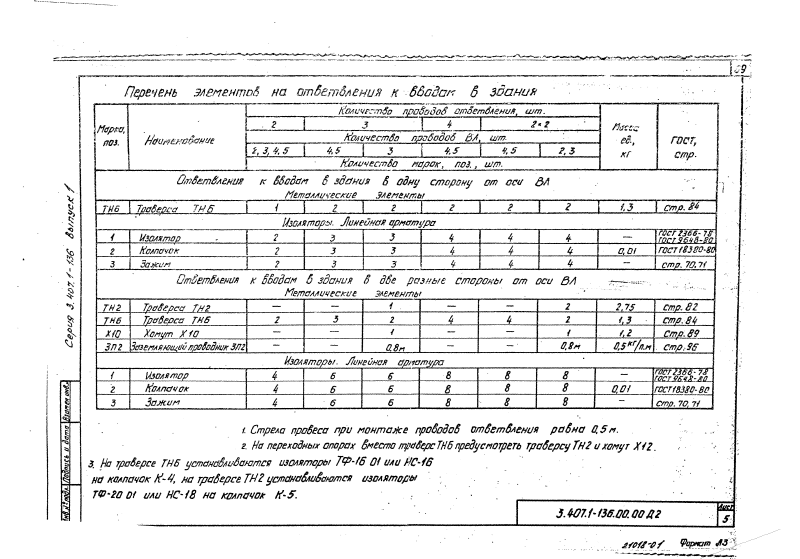 69
Перечень элементов на ответвления к вводам в здания
Марка, поз. | Наименование | Количество проводов ответвления, шт. | Масса ед., кг | ГОСТ, стр.
2 | 3 | 4 | 2×2
Количество проводов ВЛ, шт.
2, 3, 4, 5 | 4,5 | 3 | 4,5 | 4,5 | 2,3
Количество марок, поз., шт.
Ответвления к вводам в здания в одну сторону от оси ВЛ
Металлические элементы
ТН6 | Траверса ТН6 | 1 | 2 | 2 | 2 | 2 | 2 | 1,3 | стр. 84
Изоляторы. Линейная арматура
1 | Изолятор | 2 | 3 | 3 | 4 | 4 | 4 | — | ГОСТ 2366-78 ГОСТ 9648-80
2 | Колпачок | 2 | 3 | 3 | 4 | 4 | 4 | 0,01 | ГОСТ 18380-80
3 | Зажим | 2 | 3 | 3 | 4 | 4 | 4 | — | стр. 70,71
Ответвления к вводам в здания в две разные стороны от оси ВЛ
Металлические элементы
ТН2 | Траверса ТН2 | — | — | 1 | — | — | 2 | 2,75 | стр. 82
ТН6 | Траверса ТН6 | 2 | 3 | 2 | 4 | 4 | 2 | 1,3 | стр. 84
Х10 | Хомут Х10 | — | — | 1 | — | — | 1 | 1,2 | стр. 89
ЗП2 | Заземляющий проводник ЗП2 | — | — | 0,8м | — | — | 0,8м | 0,5 кг/п.м | стр. 96
Изоляторы. Линейная арматура
1 | Изолятор | 4 | 6 | 6 | 8 | 8 | 8 | — | ГОСТ 2366-78 ГОСТ 9648-80
2 | Колпачок | 4 | 6 | 6 | 8 | 8 | 8 | 0,01 | ГОСТ 18380-80
3 | Зажим | 4 | 6 | 6 | 8 | 8 | 8 | — | стр. 70, 71
1. Стрела провеса при монтаже проводов ответвления равна 0,5 м.
2. На переходных опорах вместо траверс ТН6 предусмотреть траверсу ТН2 и хомут Х12.
3. На траверсе ТН6 устанавливаются изоляторы ТФ-16 01 или НС-16
на колпачок К-4, на траверсе ТН2 устанавливаются изоляторы
ТФ-20 01 или НС-18 на колпачок К-5.
Серия 3.407.1-136 Выпуск 1
Инв. № подл. Подпись и дата Взамен инв.
3.407.1-136.00.00 Д2
Лист
5
21018-01 Формат А3